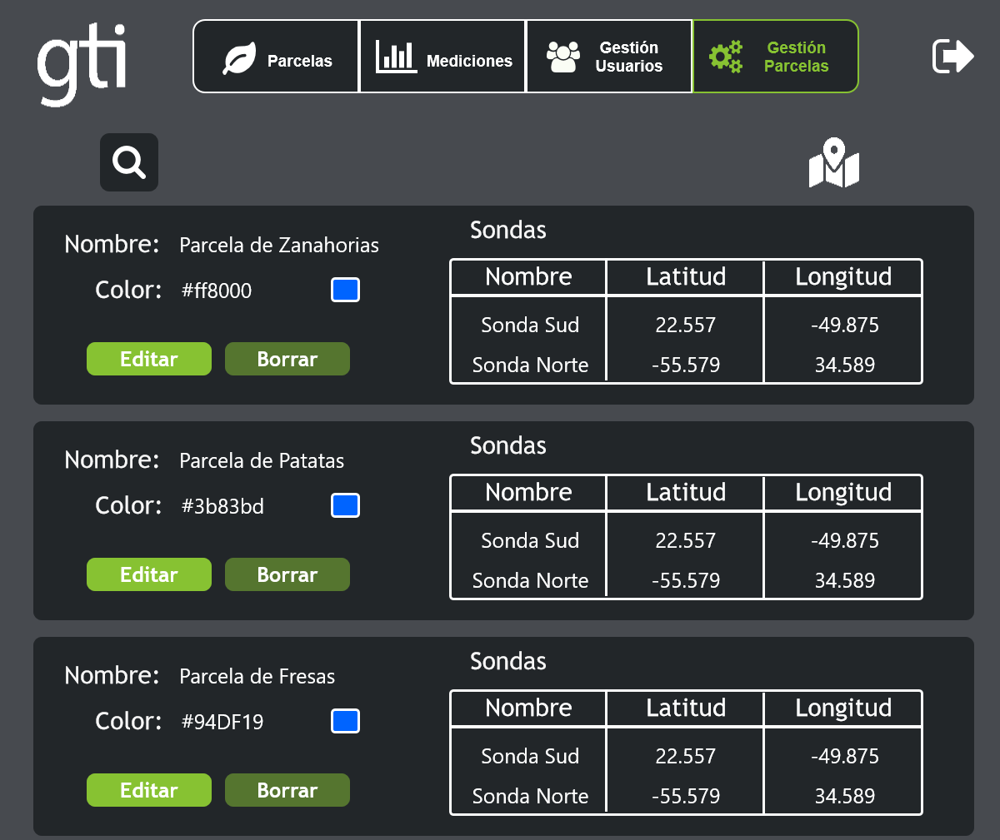 gti
Parcelas
Mediciones
Gestión
Usuarios
Gestión
Parcelas
Nombre: Parcela de Zanahorias
Color: #ff8000
Editar Borrar
Sondas
Nombre Latitud Longitud
Sonda Sud 22.557 -49.875
Sonda Norte -55.579 34.589
Nombre: Parcela de Patatas
Color: #3b83bd
Editar Borrar
Sondas
Nombre Latitud Longitud
Sonda Sud 22.557 -49.875
Sonda Norte -55.579 34.589
Nombre: Parcela de Fresas
Color: #94DF19
Editar Borrar
Sondas
Nombre Latitud Longitud
Sonda Sud 22.557 -49.875
Sonda Norte -55.579 34.589